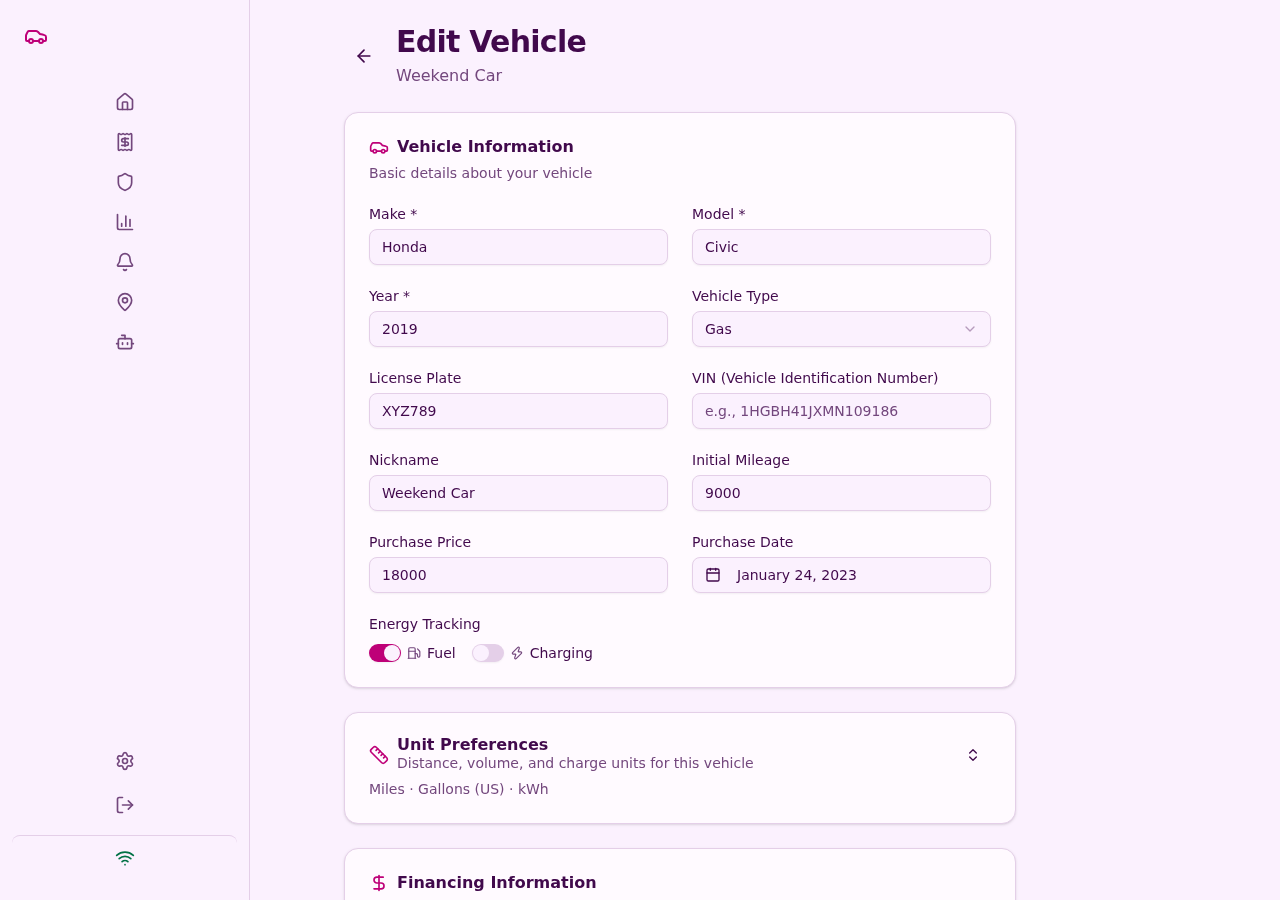 Edit Vehicle
Weekend Car
Vehicle Information
Basic details about your vehicle
Make *
Model *
Honda
Civic
Year *
Vehicle Type
2019
Gas
License Plate
VIN (Vehicle Identification Number)
XYZ789
e.g., 1HGBH41JXMN109186
Nickname
Initial Mileage
Weekend Car
9000
Purchase Price
Purchase Date
18000
January 24, 2023
Energy Tracking
Fuel
Charging
Unit Preferences
Distance, volume, and charge units for this vehicle
Miles · Gallons (US) · kWh
Financing Information